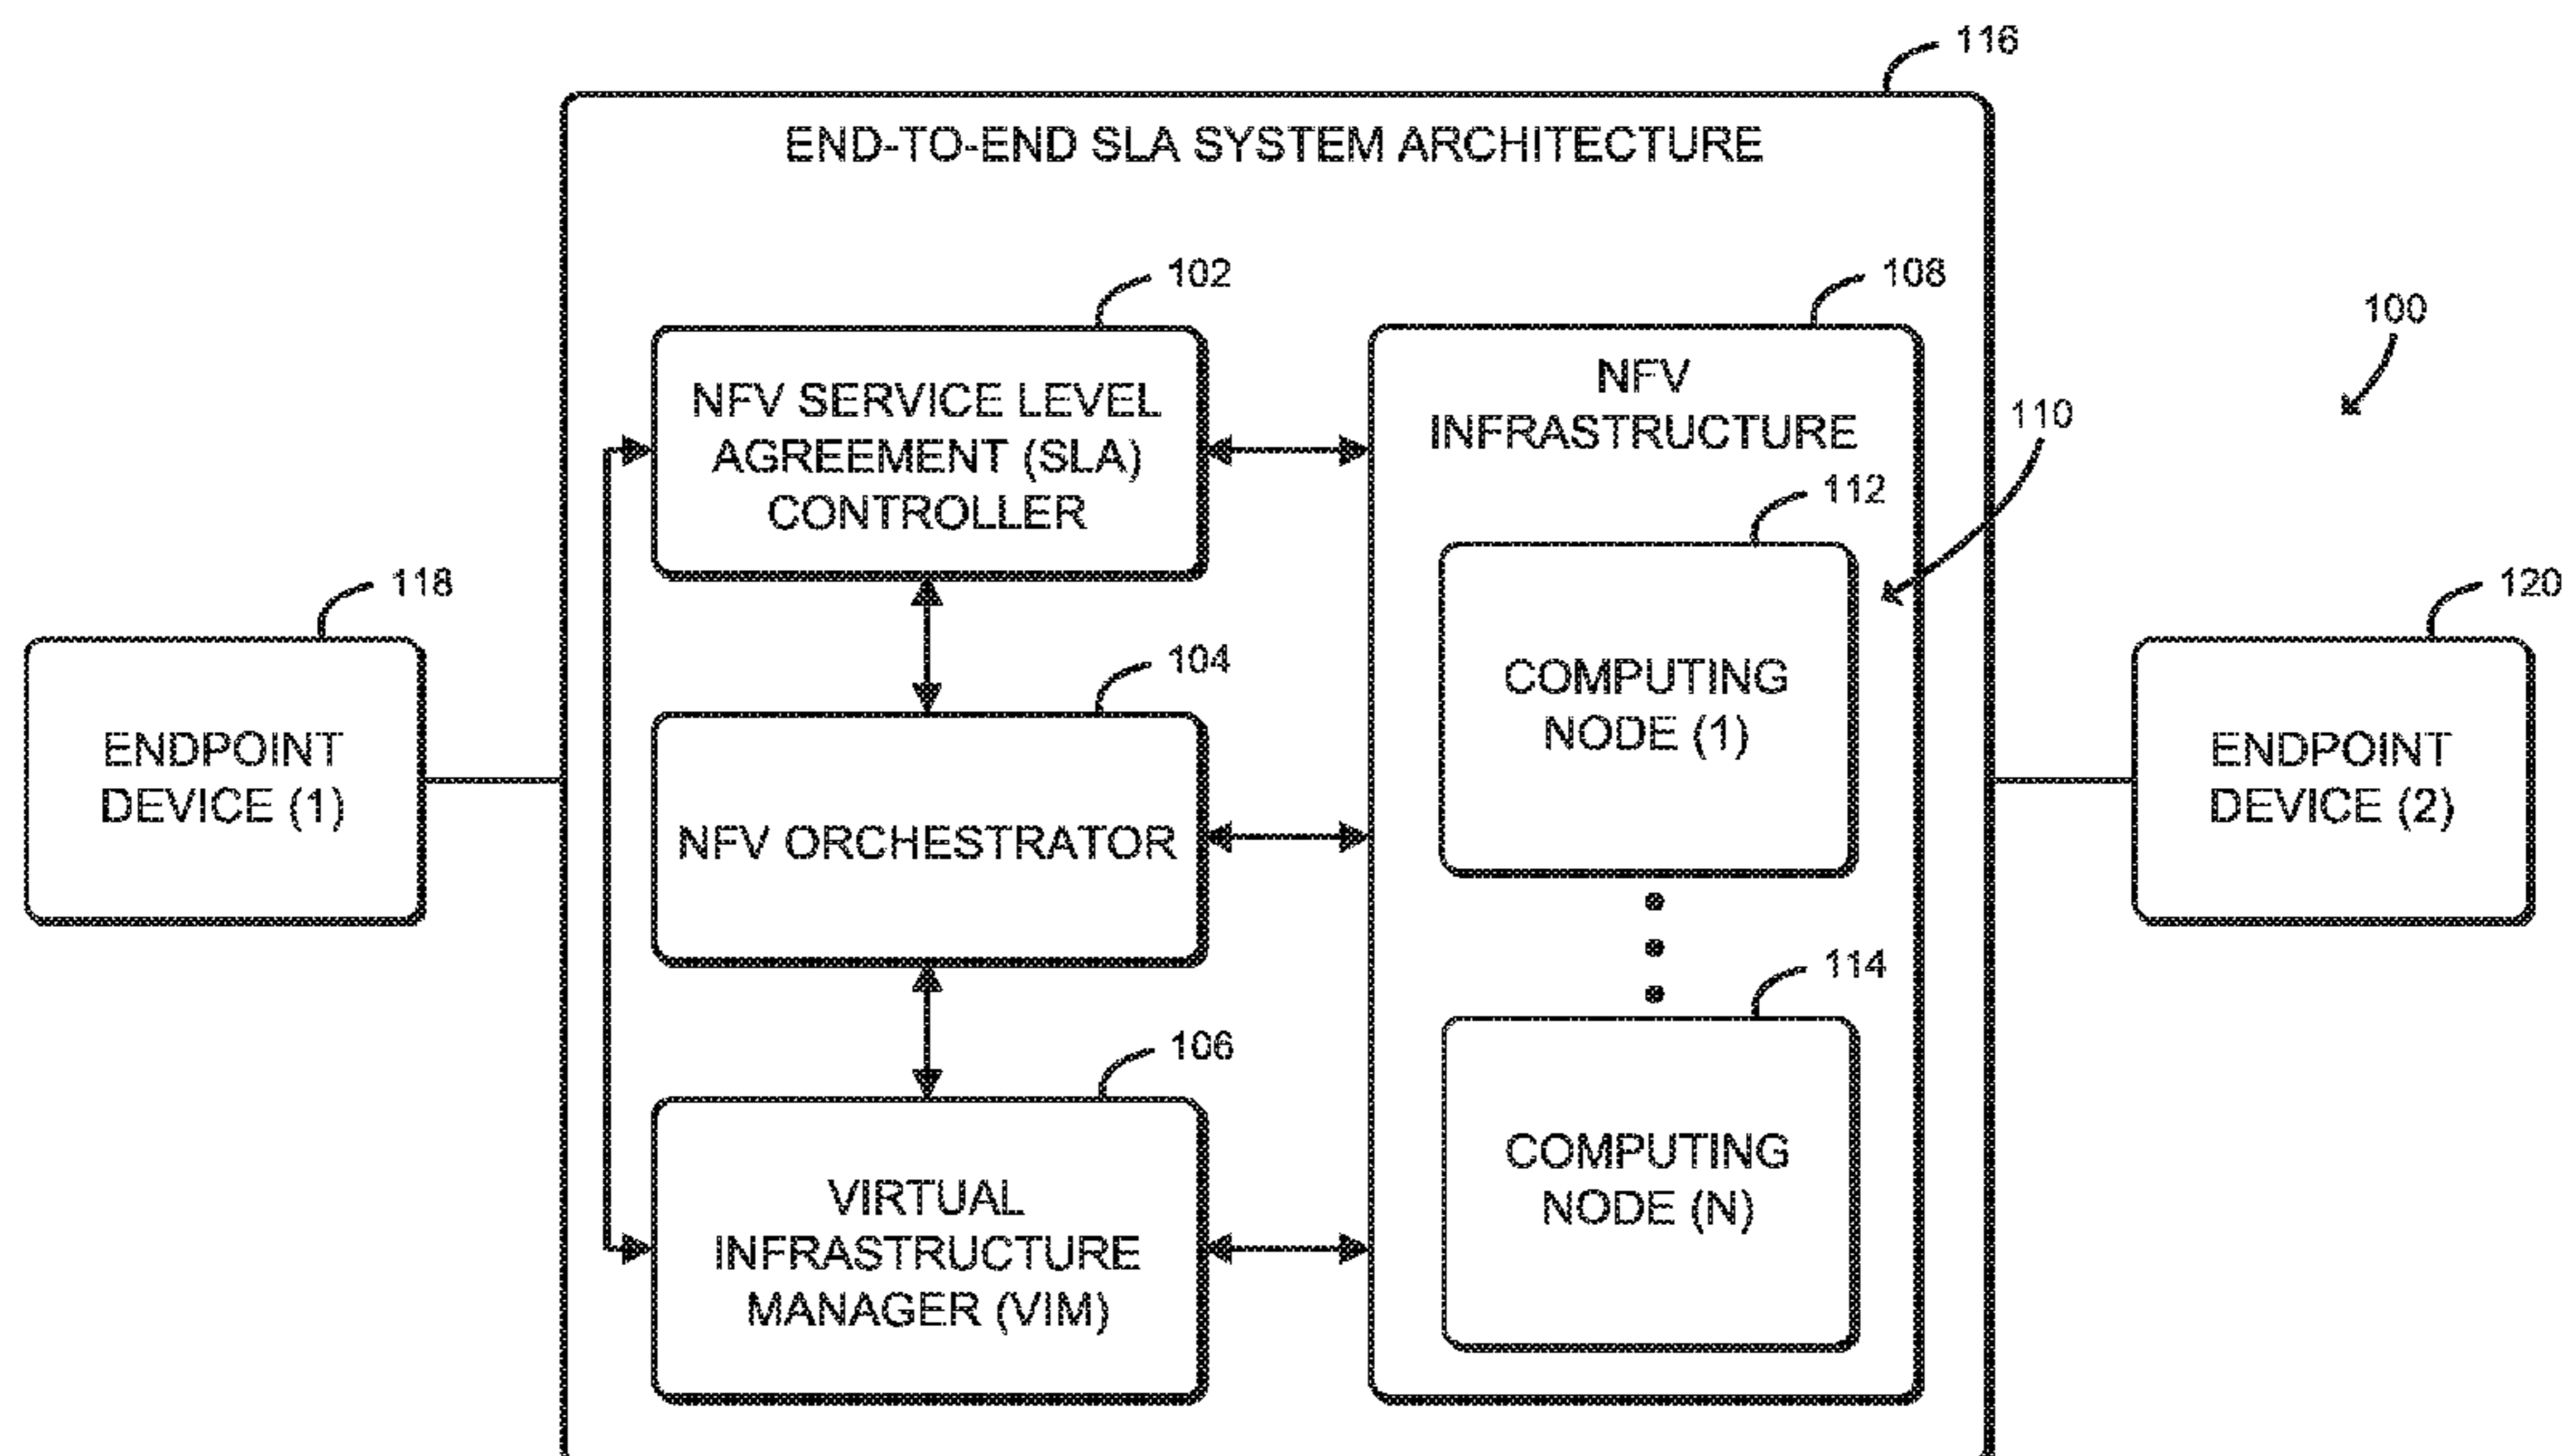 116
END-TO-END SLA SYSTEM ARCHITECTURE
102
108
100
NFV SERVICE LEVEL
AGREEMENT (SLA)
CONTROLLER
NFV
INFRASTRUCTURE
110
112
118
120
104
COMPUTING
NODE (1)
ENDPOINT
DEVICE (1)
NFV ORCHESTRATOR
ENDPOINT
DEVICE (2)
114
106
VIRTUAL
INFRASTRUCTURE
MANAGER (VIM)
COMPUTING
NODE (N)